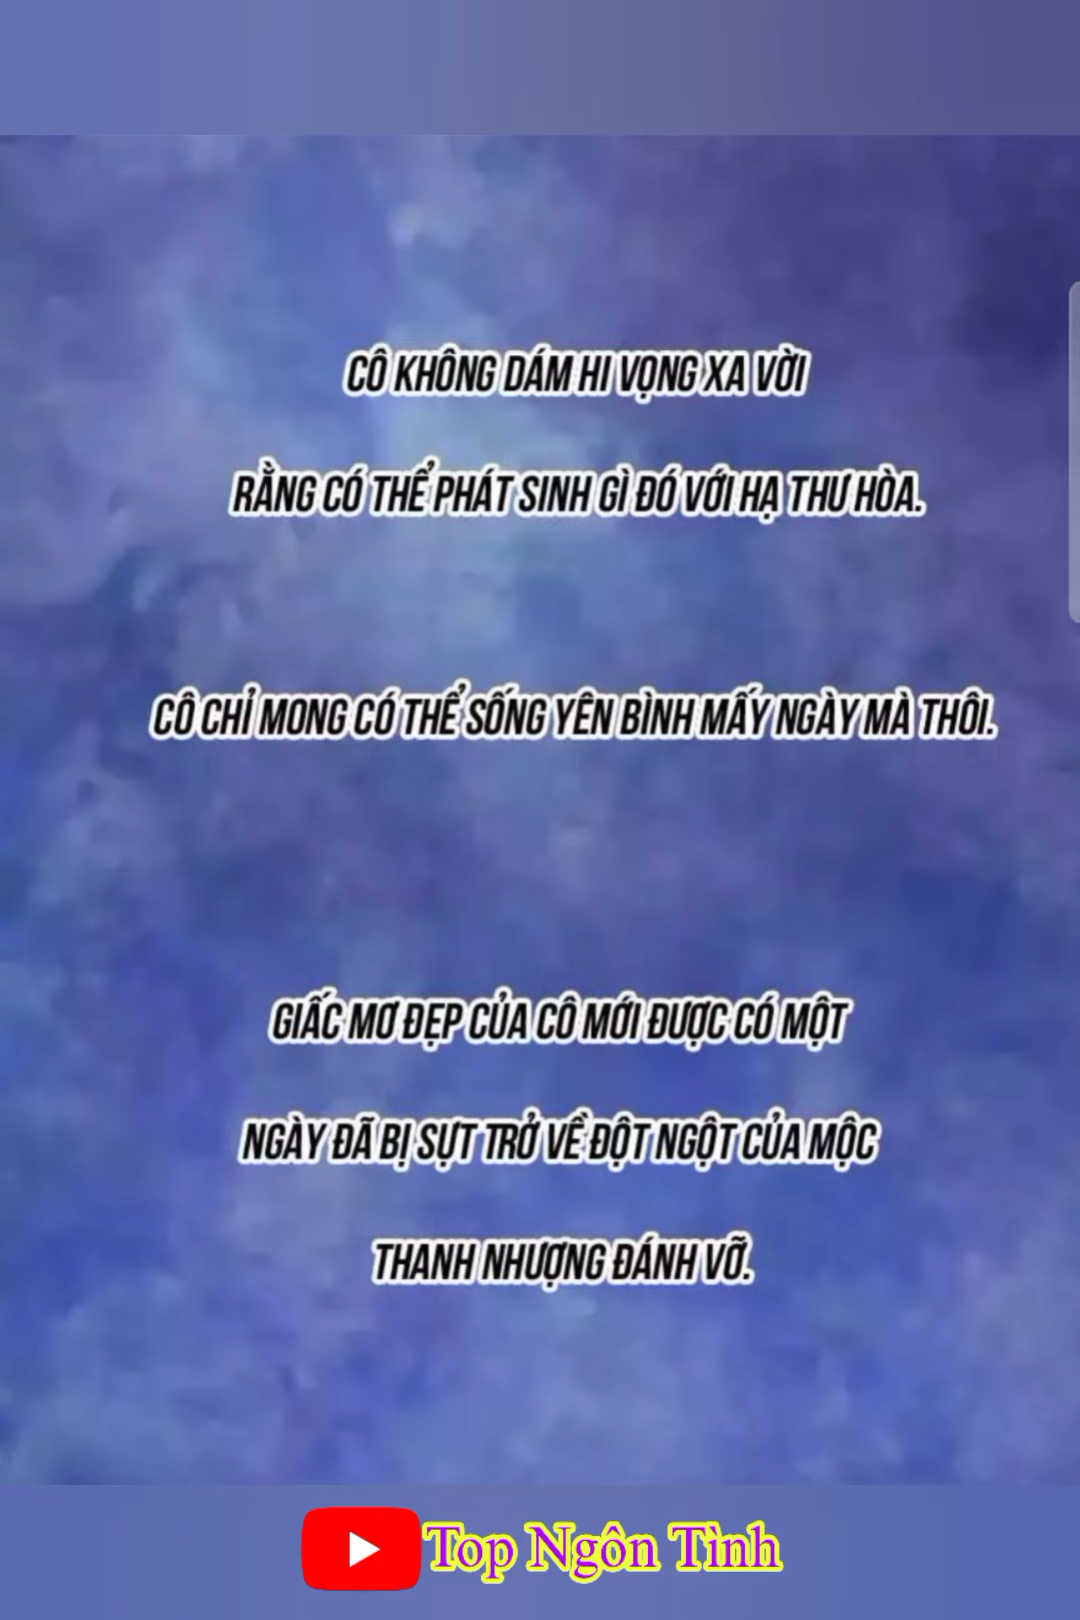 CÔ KHÔNG DÁM HI VỌNG XA VỜI
RẰNG CÓ THỂ PHÁT SINH GÌ ĐÓ VỚI HẠ THƯ HÒA.
CÔ CHỈ MONG CÓ THỂ SỐNG YÊN BÌNH MẤY NGÀY MÀ THÔI.
GIẤC MƠ ĐẸP CỦA CÔ MỚI ĐƯỢC CÓ MỘT
NGÀY ĐÃ BỊ SỰT TRỞ VỀ ĐỘT NGỘT CỦA MỘC
THANH NHƯỢNG ĐÁNH VỠ.
Top Ngôn Tình